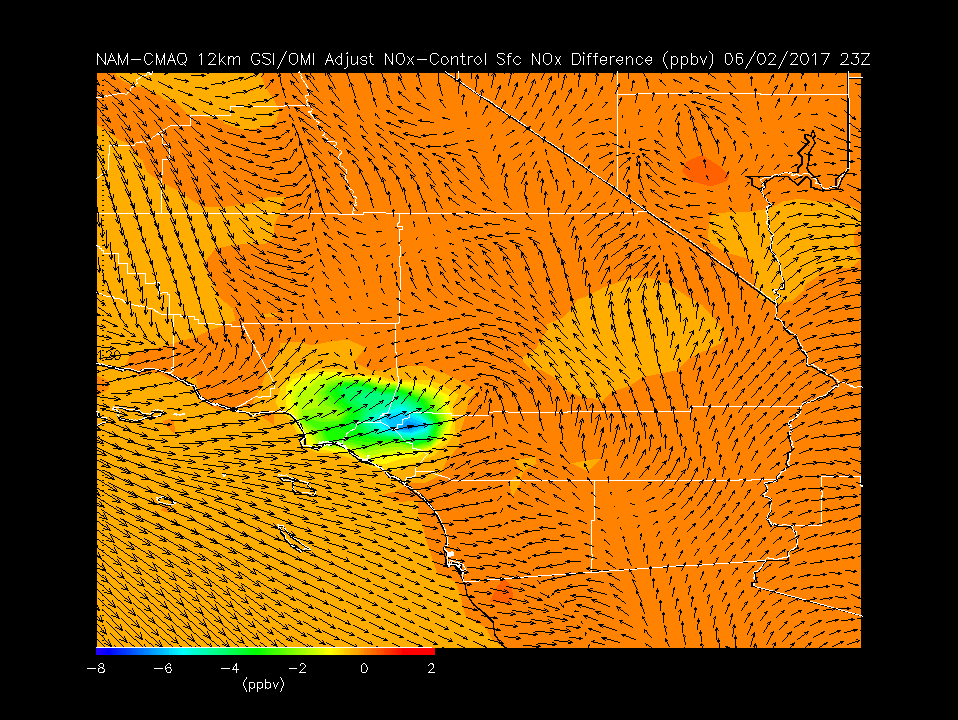 NAM-CMAQ 12km GSI/OMI Adjust NOx-Control Sfc NOx Difference (ppbv) 06/02/2017 23Z
-8 -6 -4 -2 0 2
(ppbv)